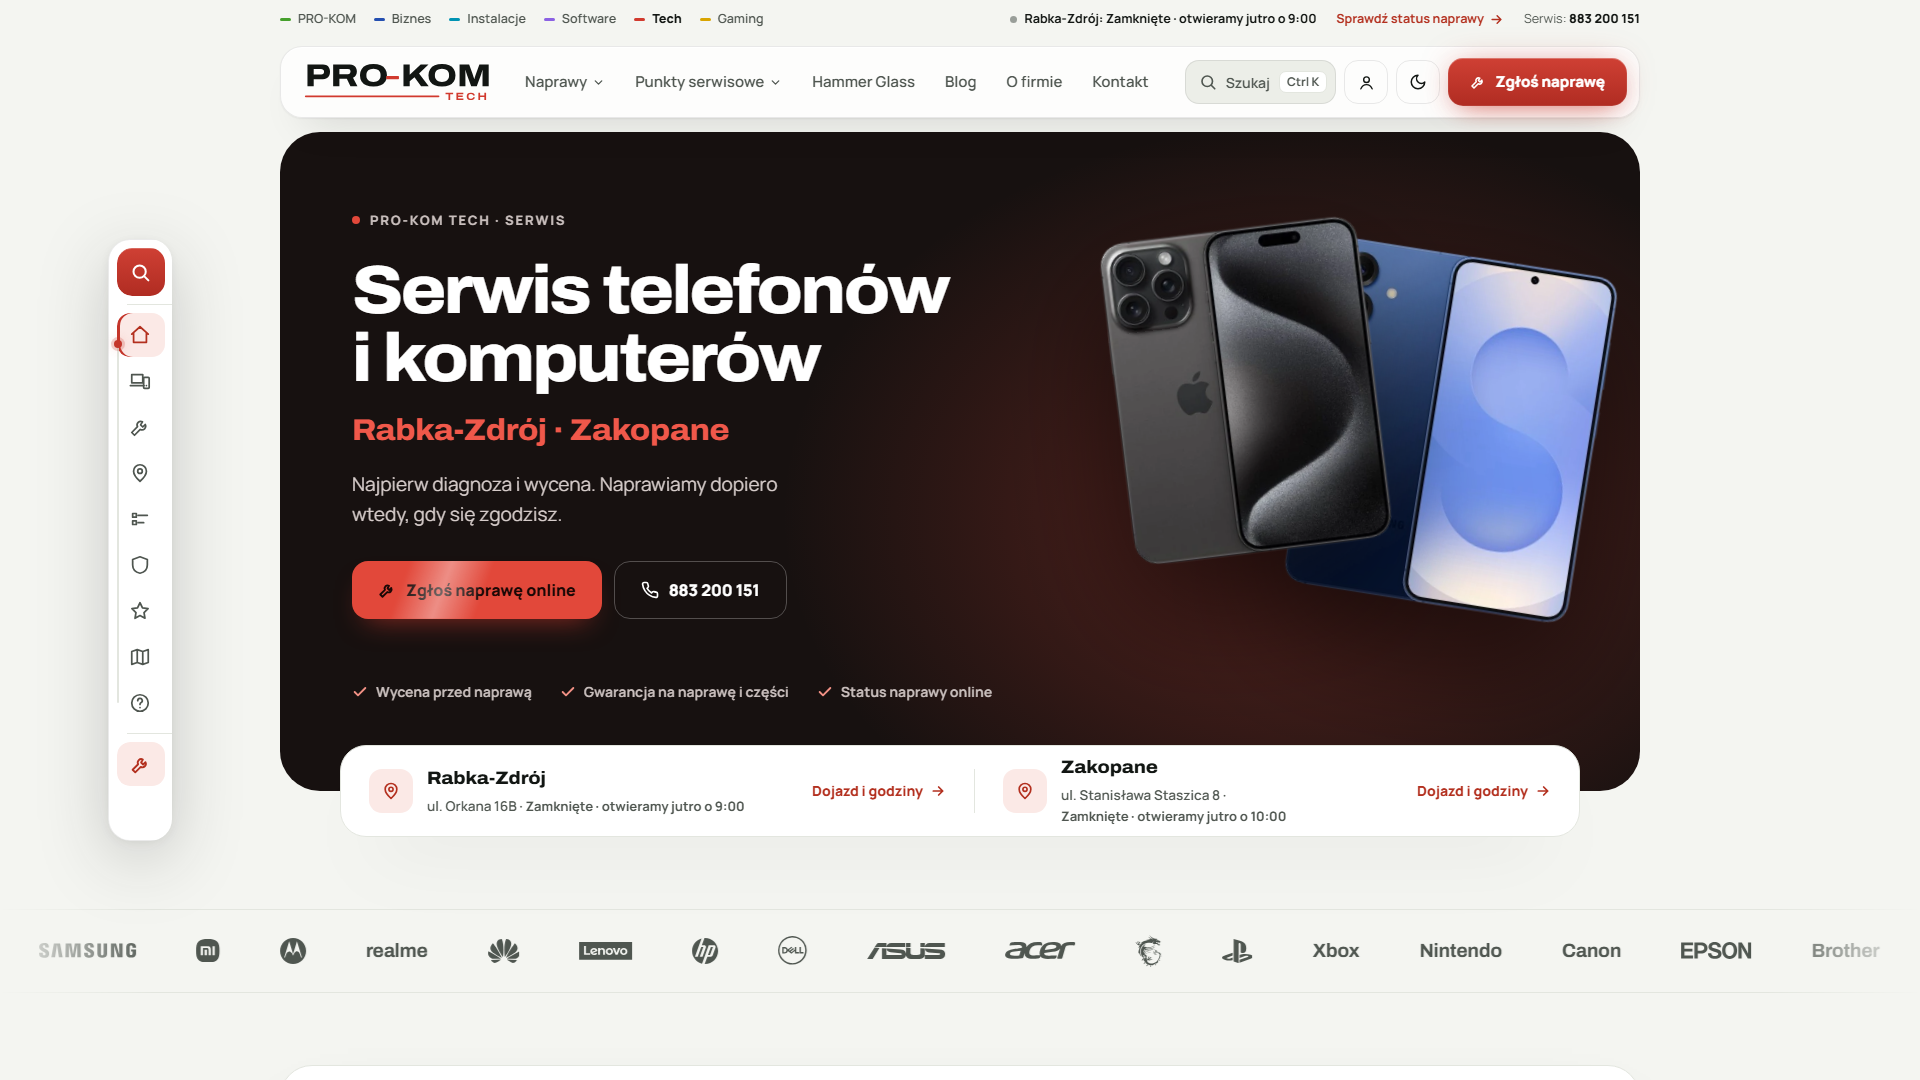 PRO-KOM Biznes Instalacje Software Tech Gaming
Rabka-Zdrój: Zamknięte · otwieramy jutro o 9:00 Sprawdź status naprawy → Serwis: 883 200 151
PRO-KOM
TECH
Naprawy Punkty serwisowe Hammer Glass Blog O firmie Kontakt
Szukaj Ctrl K
Zgłoś naprawę
PRO-KOM TECH · SERWIS
Serwis telefonów
i komputerów
Rabka-Zdrój · Zakopane
Najpierw diagnoza i wycena. Naprawiamy dopiero
wtedy, gdy się zgodzisz.
Zgłoś naprawę online
883 200 151
Wycena przed naprawą
Gwarancja na naprawę i części
Status naprawy online
Rabka-Zdrój
ul. Orkana 16B · Zamknięte · otwieramy jutro o 9:00
Dojazd i godziny →
Zakopane
ul. Stanisława Staszica 8 ·
Zamknięte · otwieramy jutro o 10:00
Dojazd i godziny →
SAMSUNG mi realme Lenovo hp DELL ASUS acer Xbox Nintendo Canon EPSON Brother